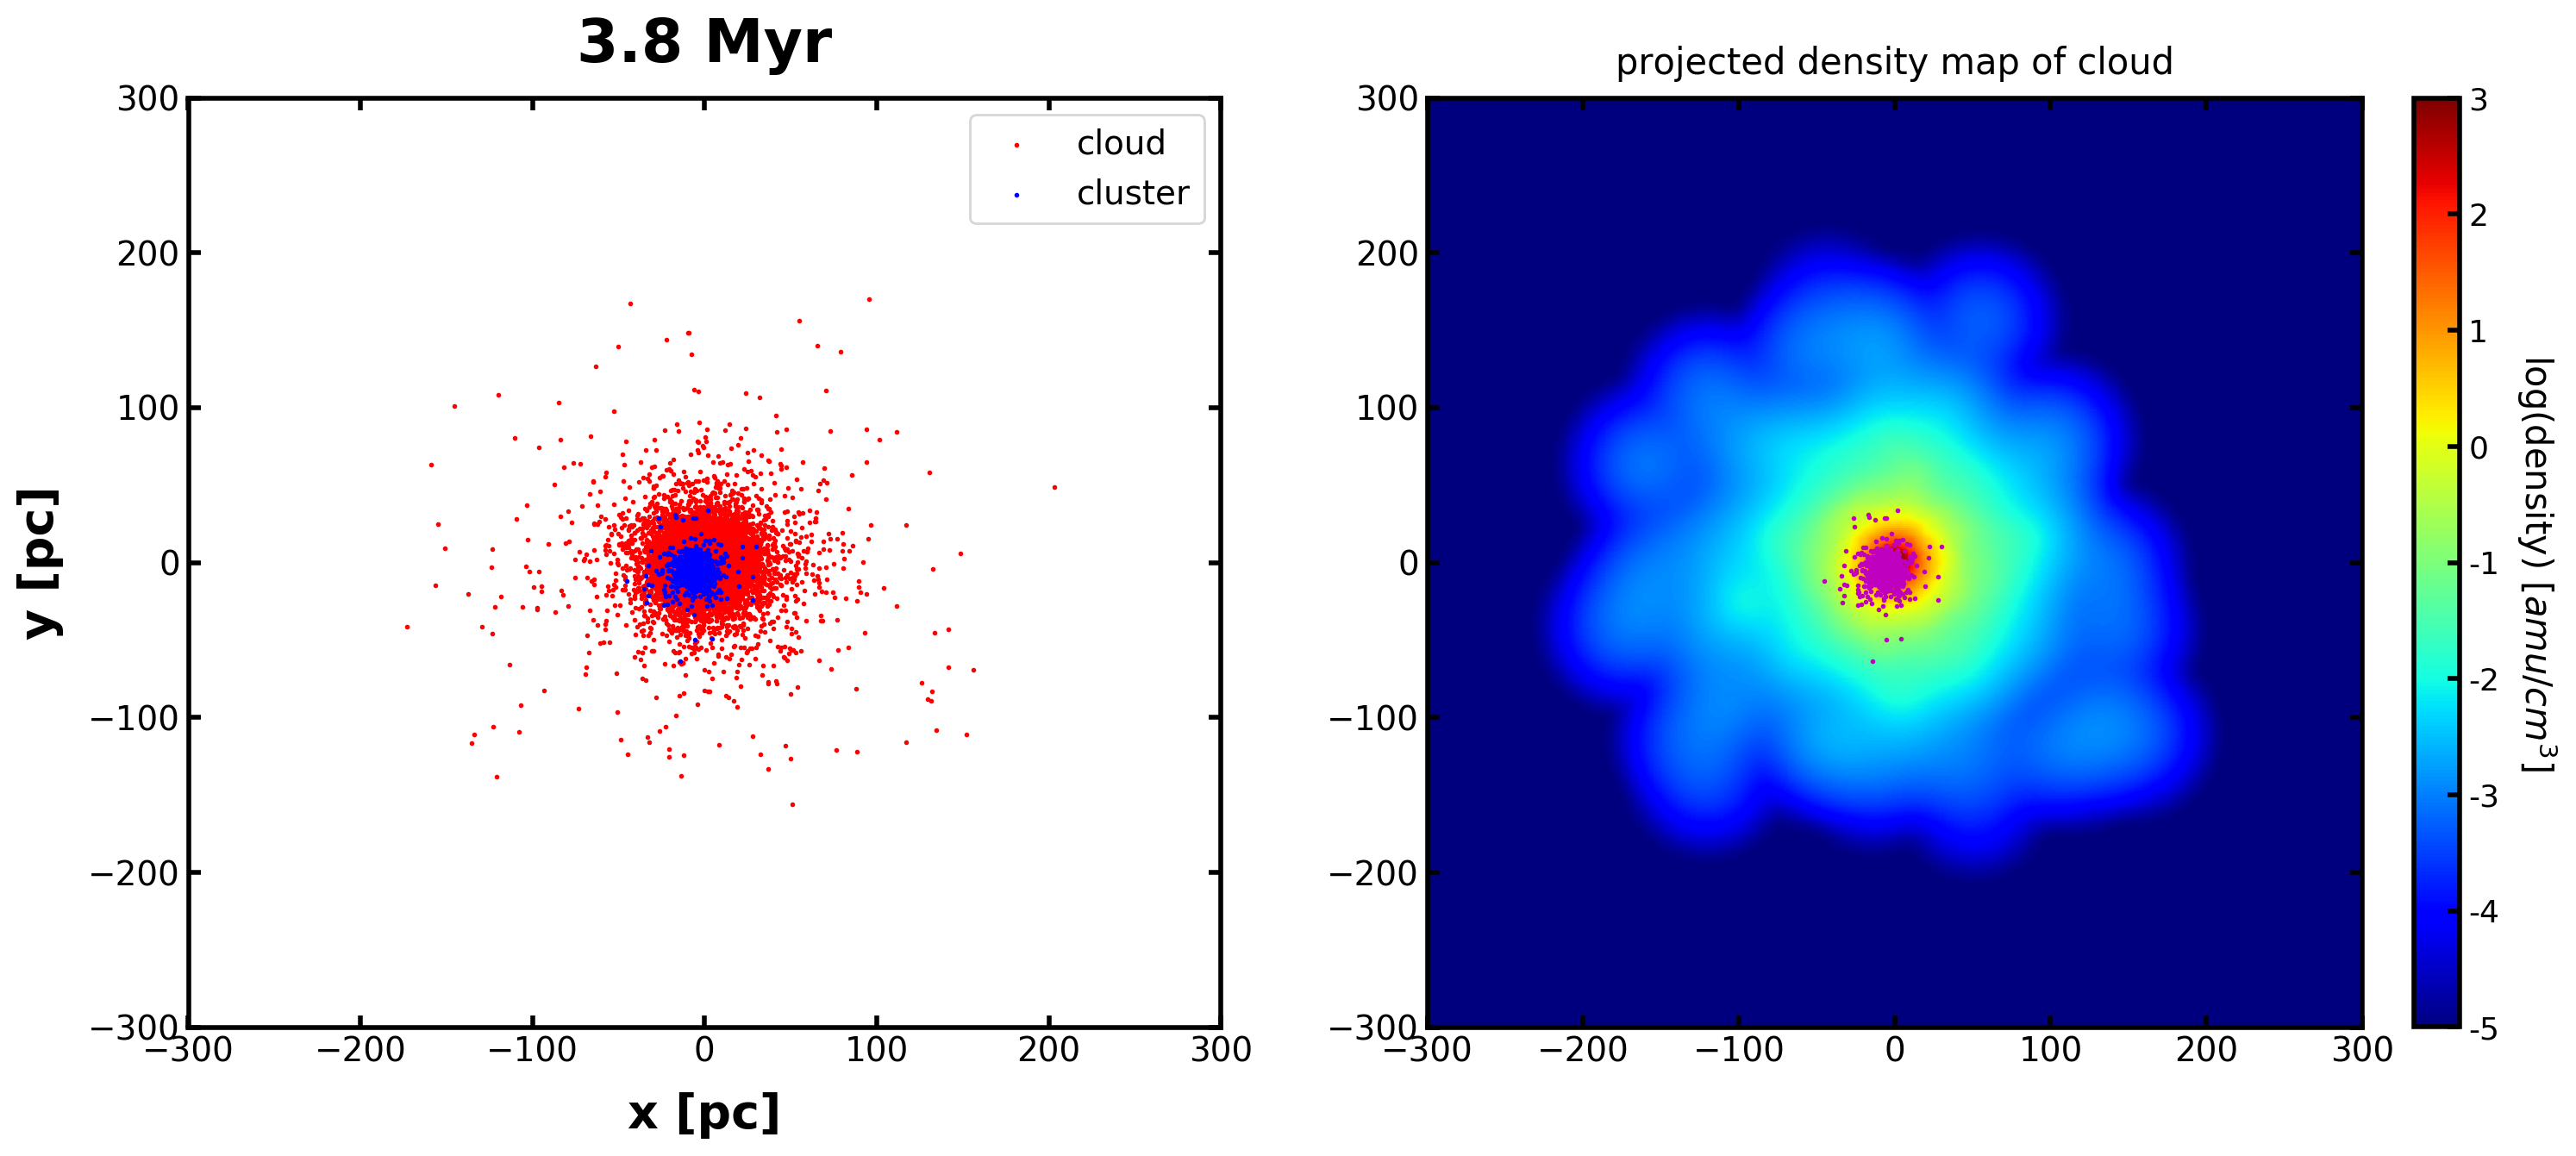 3.8 Myr
projected density map of cloud
cloud
cluster
300
200
100
0
−100
−200
−300
y [pc]
−300 −200 −100 0 100 200 300
x [pc]
300
200
100
0
−100
−200
−300
−300 −200 −100 0 100 200 300
3
2
1
0
-1
-2
-3
-4
-5
log(density) [amu/cm³]